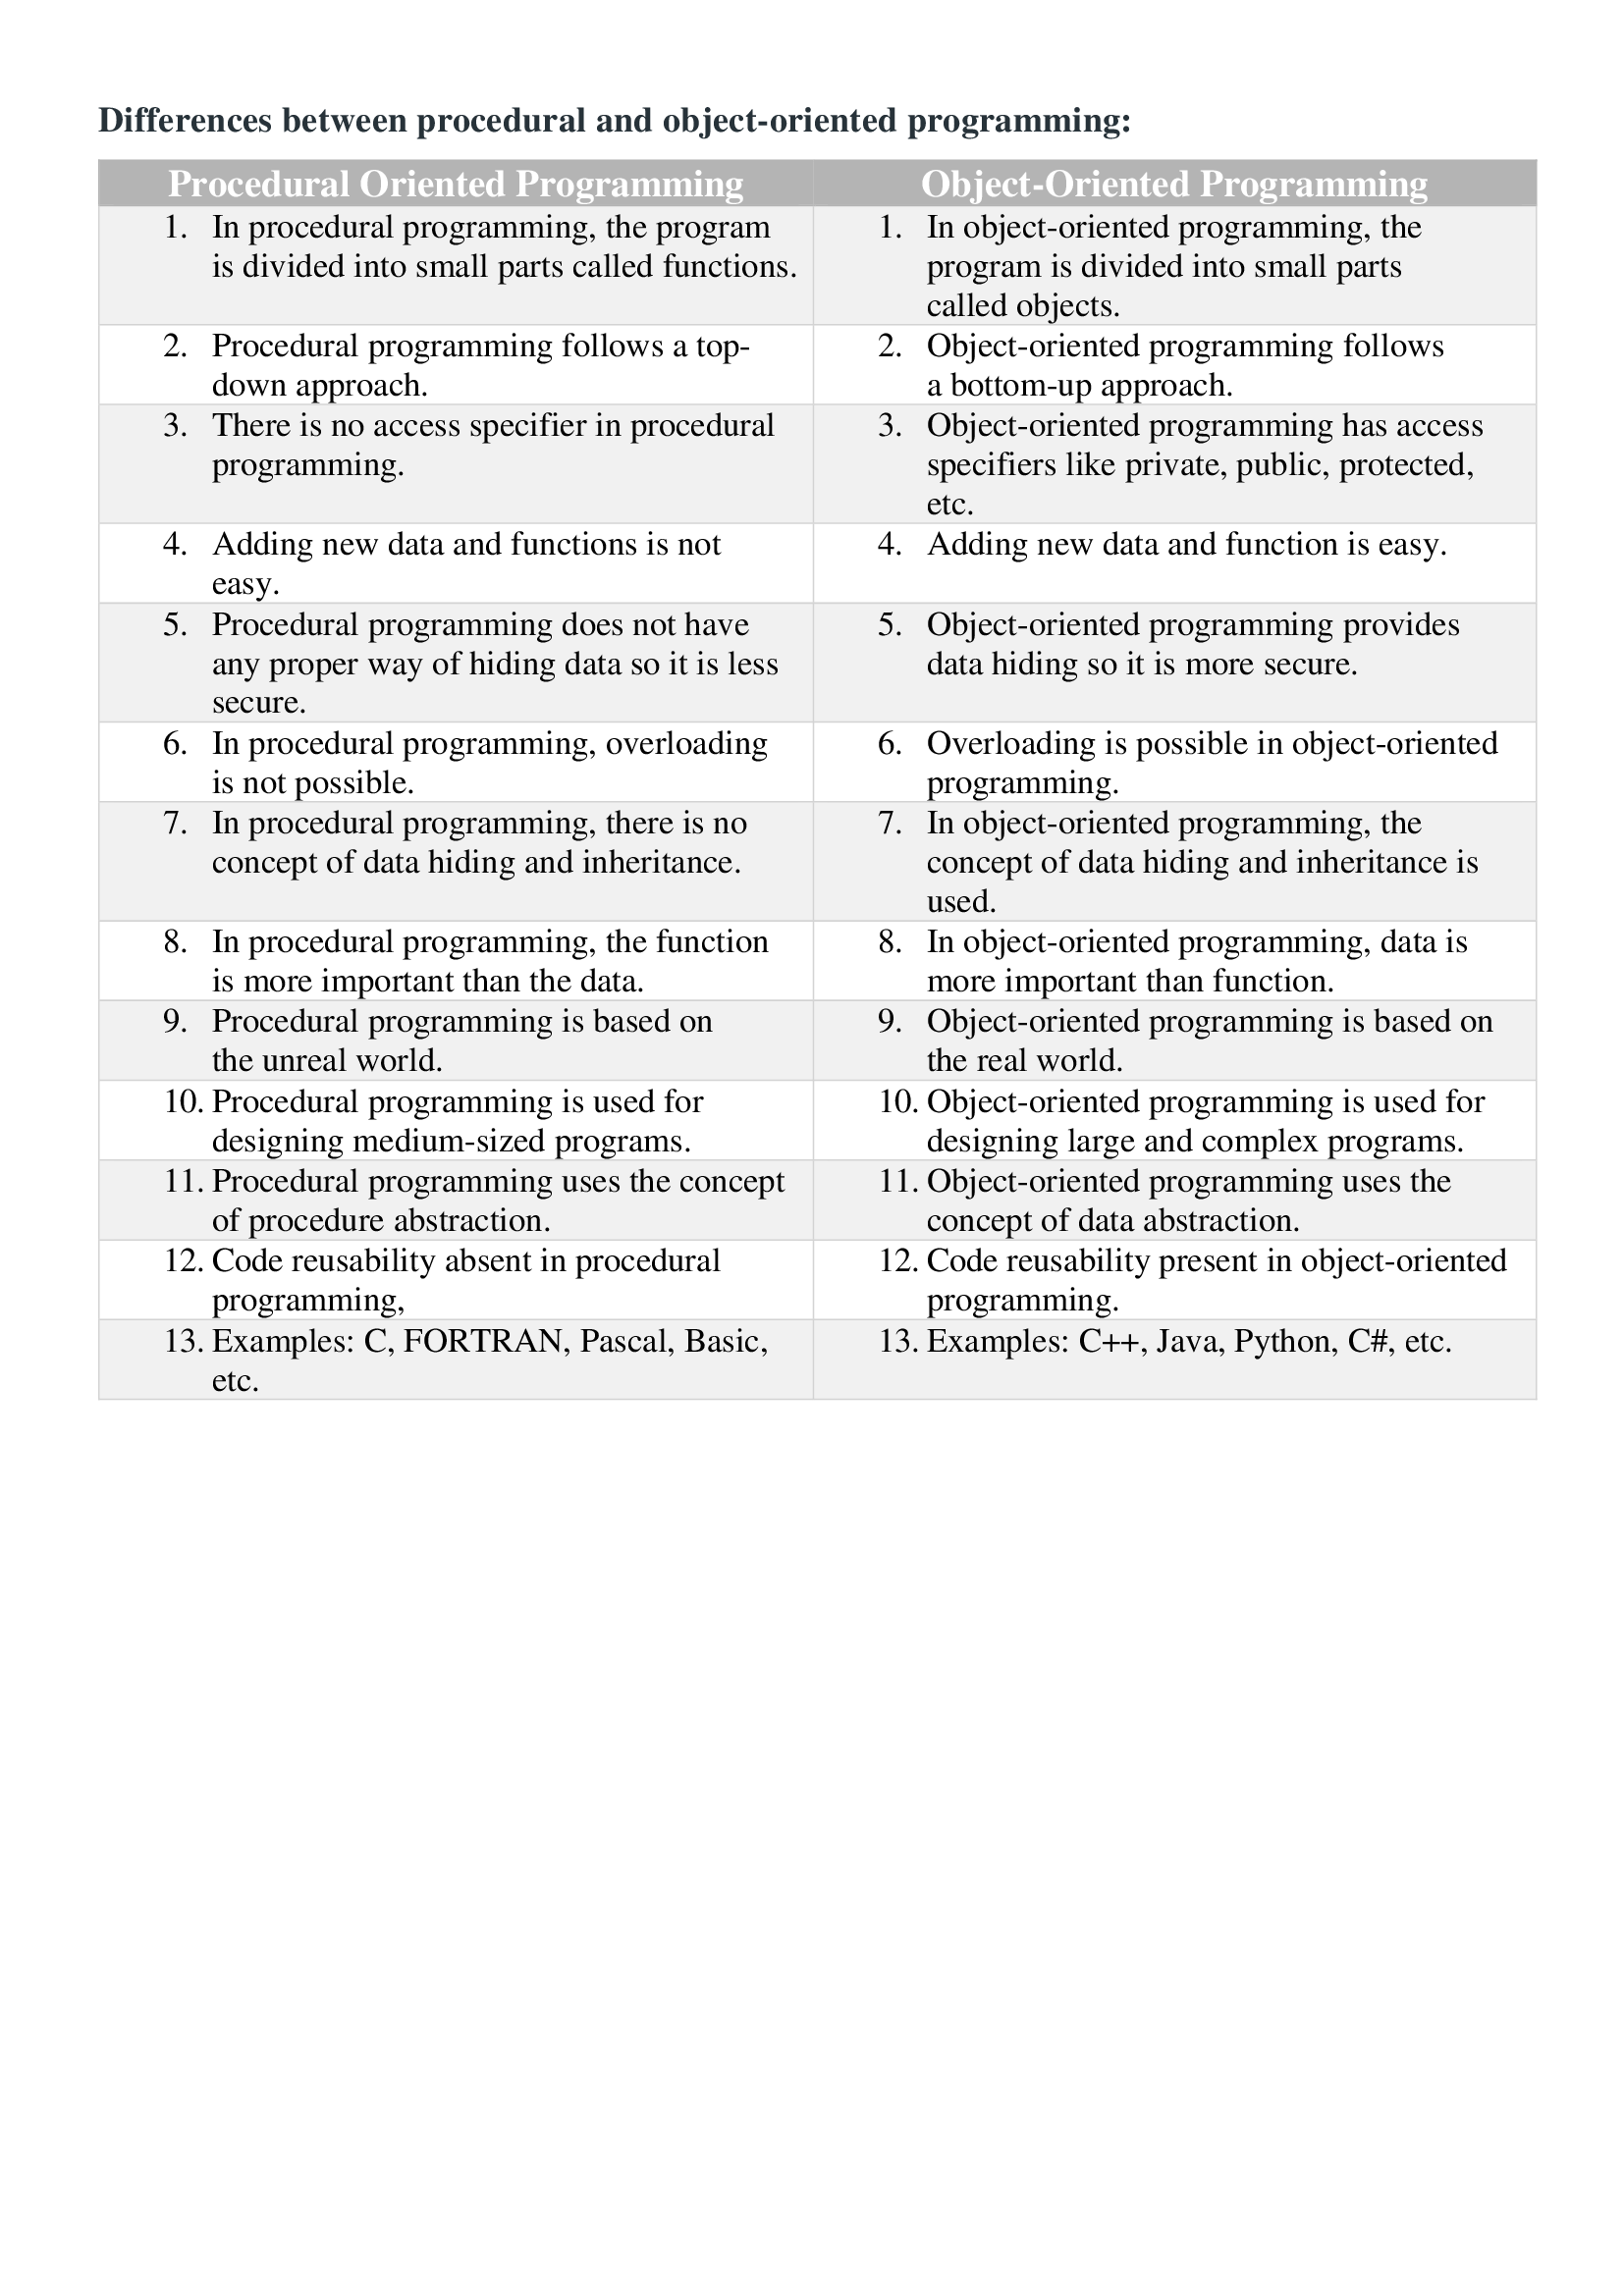 Differences between procedural and object-oriented programming:
Procedural Oriented Programming
Object-Oriented Programming
1. In procedural programming, the program
is divided into small parts called functions.
1. In object-oriented programming, the
program is divided into small parts
called objects.
2. Procedural programming follows a top-
down approach.
2. Object-oriented programming follows
a bottom-up approach.
3. There is no access specifier in procedural
programming.
3. Object-oriented programming has access
specifiers like private, public, protected,
etc.
4. Adding new data and functions is not
easy.
4. Adding new data and function is easy.
5. Procedural programming does not have
any proper way of hiding data so it is less
secure.
5. Object-oriented programming provides
data hiding so it is more secure.
6. In procedural programming, overloading
is not possible.
6. Overloading is possible in object-oriented
programming.
7. In procedural programming, there is no
concept of data hiding and inheritance.
7. In object-oriented programming, the
concept of data hiding and inheritance is
used.
8. In procedural programming, the function
is more important than the data.
8. In object-oriented programming, data is
more important than function.
9. Procedural programming is based on
the unreal world.
9. Object-oriented programming is based on
the real world.
10. Procedural programming is used for
designing medium-sized programs.
10. Object-oriented programming is used for
designing large and complex programs.
11. Procedural programming uses the concept
of procedure abstraction.
11. Object-oriented programming uses the
concept of data abstraction.
12. Code reusability absent in procedural
programming,
12. Code reusability present in object-oriented
programming.
13. Examples: C, FORTRAN, Pascal, Basic,
etc.
13. Examples: C++, Java, Python, C#, etc.